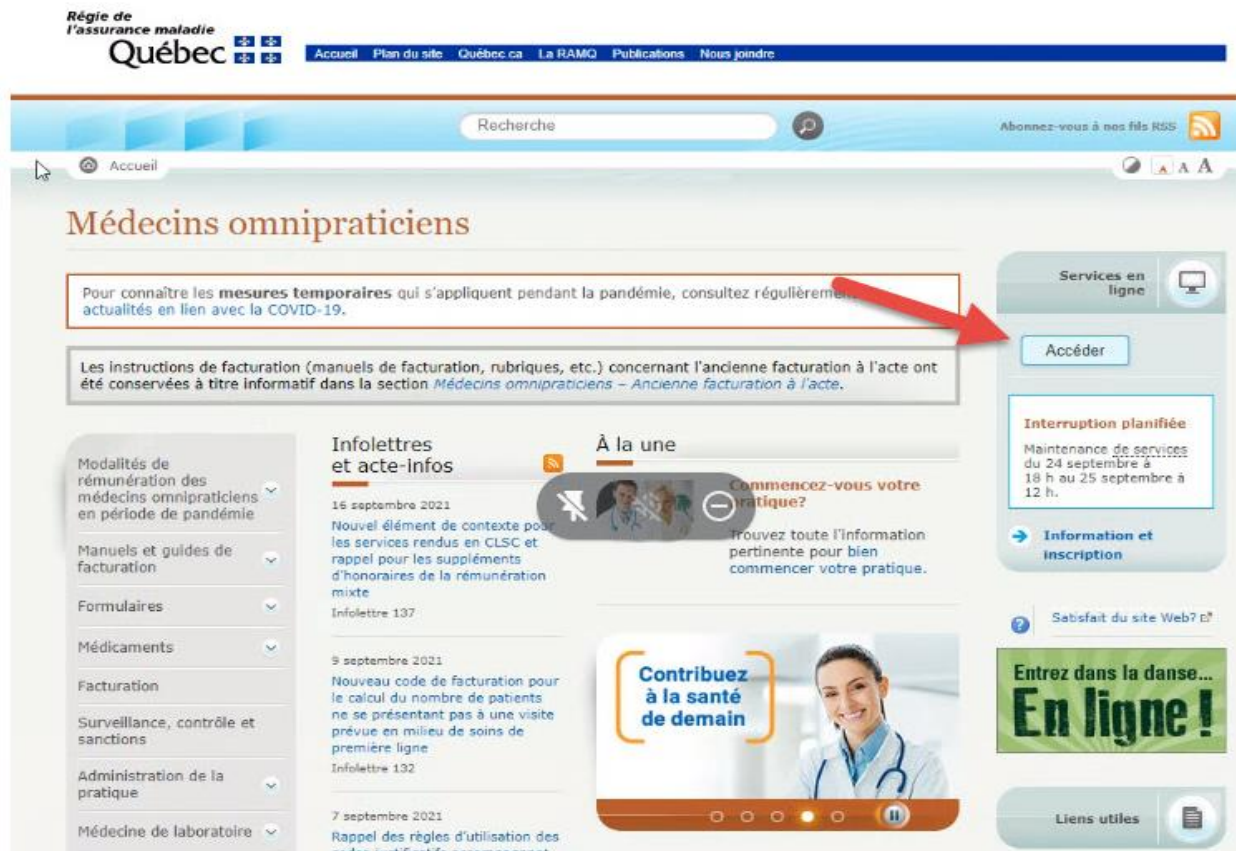 Régie de
l'assurance maladie
Québec
Accueil Plan du site Québec.ca La RAMQ Publications Nous joindre
Recherche
Abonnez-vous à nos fils RSS
Accueil
A A A
Médecins omnipraticiens
Pour connaître les mesures temporaires qui s'appliquent pendant la pandémie, consultez régulièrement
actualités en lien avec la COVID-19.
Les instructions de facturation (manuels de facturation, rubriques, etc.) concernant l'ancienne facturation à l'acte ont
été conservées à titre informatif dans la section Médecins omnipraticiens – Ancienne facturation à l'acte.
Modalités de
rémunération des
médecins omnipraticiens
en période de pandémie
Manuels et guides de
facturation
Formulaires
Médicaments
Facturation
Surveillance, contrôle et
sanctions
Administration de la
pratique
Médecine de laboratoire
Infolettres
et acte-infos
16 septembre 2021
Nouvel élément de contexte pour
les services rendus en CLSC et
rappel pour les suppléments
d'honoraires de la rémunération
mixte
Infolettre 137
9 septembre 2021
Nouveau code de facturation pour
le calcul du nombre de patients
ne se présentant pas à une visite
prévue en milieu de soins de
première ligne
Infolettre 132
7 septembre 2021
Rappel des règles d'utilisation des
À la une
Commencez-vous votre
pratique?
Trouvez toute l'information
pertinente pour bien
commencer votre pratique.
Contribuez
à la santé
de demain
Services en
ligne
Accéder
Interruption planifiée
Maintenance de services
du 24 septembre à
18 h au 25 septembre à
12 h.
Information et
inscription
Satisfait du site Web?
Entrez dans la danse...
En ligne !
Liens utiles